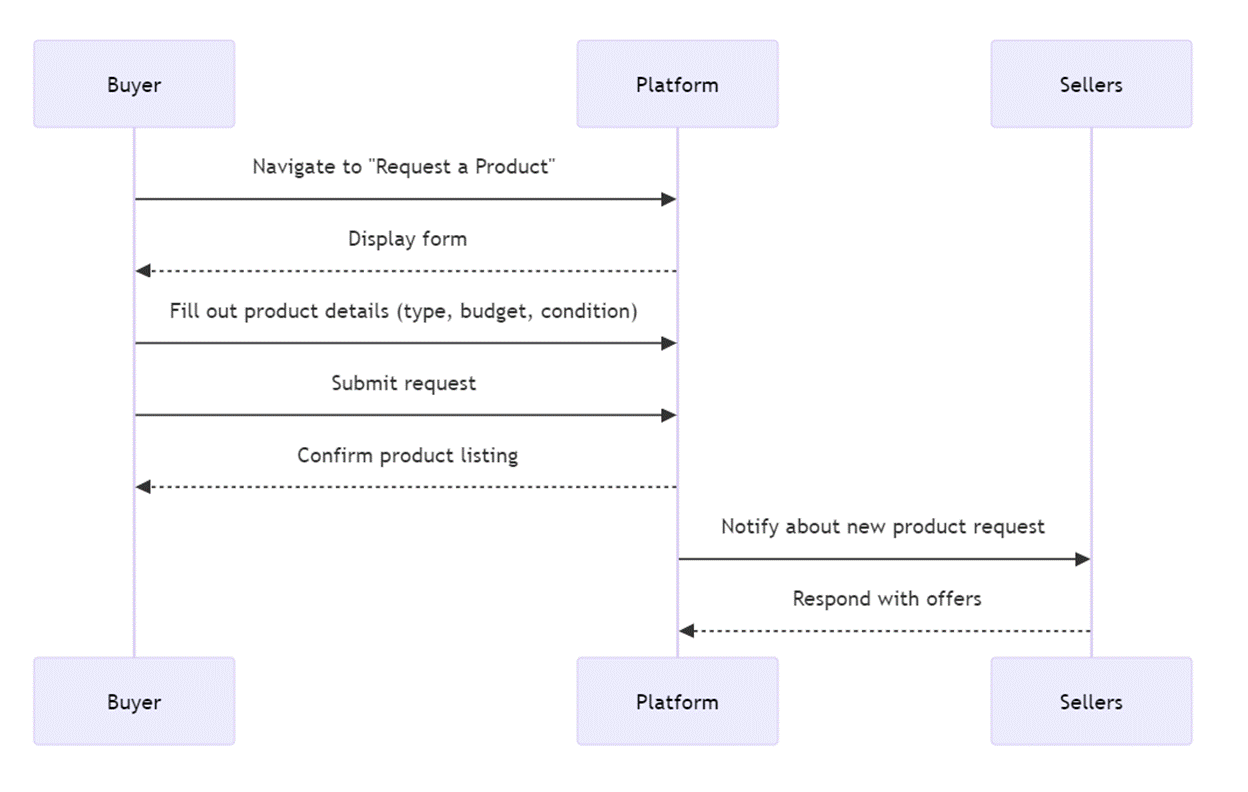 Buyer
Platform
Sellers
Navigate to "Request a Product"
Display form
Fill out product details (type, budget, condition)
Submit request
Confirm product listing
Notify about new product request
Respond with offers
Buyer
Platform
Sellers